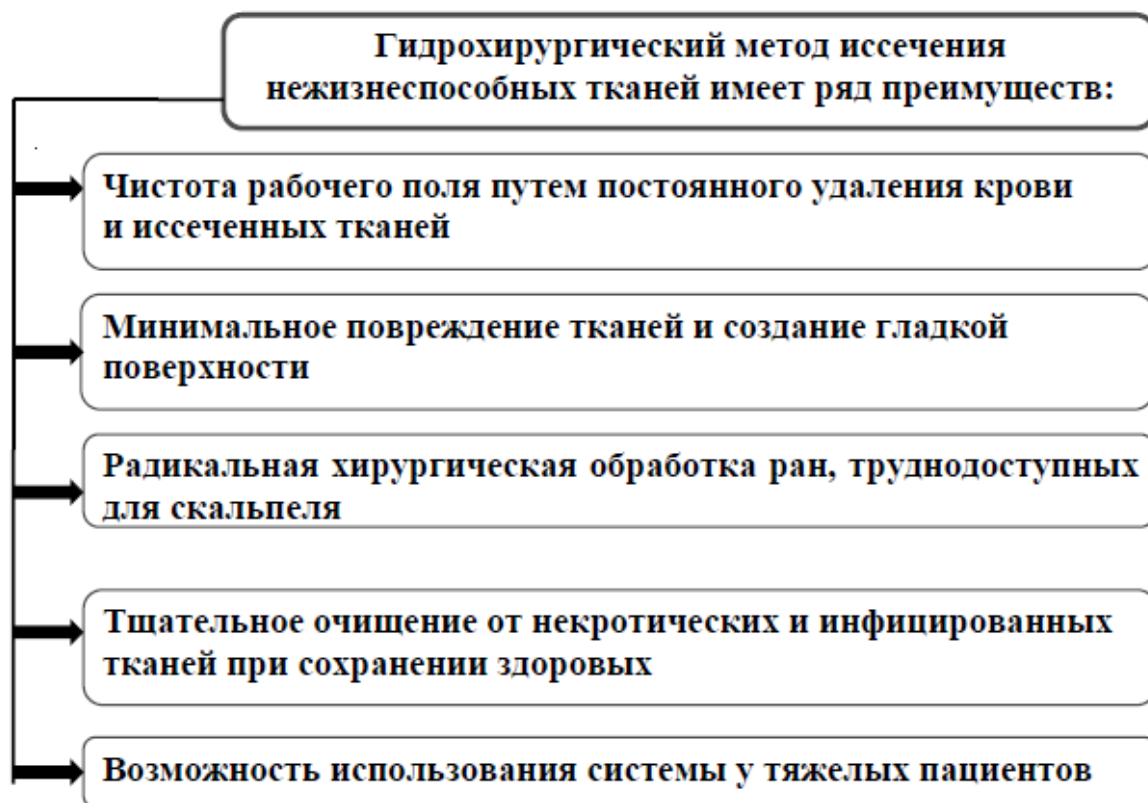 Гидрохирургический метод иссечения
нежизнеспособных тканей имеет ряд преимуществ:
Чистота рабочего поля путем постоянного удаления крови
и иссеченных тканей
Минимальное повреждение тканей и создание гладкой
поверхности
Радикальная хирургическая обработка ран, труднодоступных
для скальпеля
Тщательное очищение от некротических и инфицированных
тканей при сохранении здоровых
Возможность использования системы у тяжелых пациентов